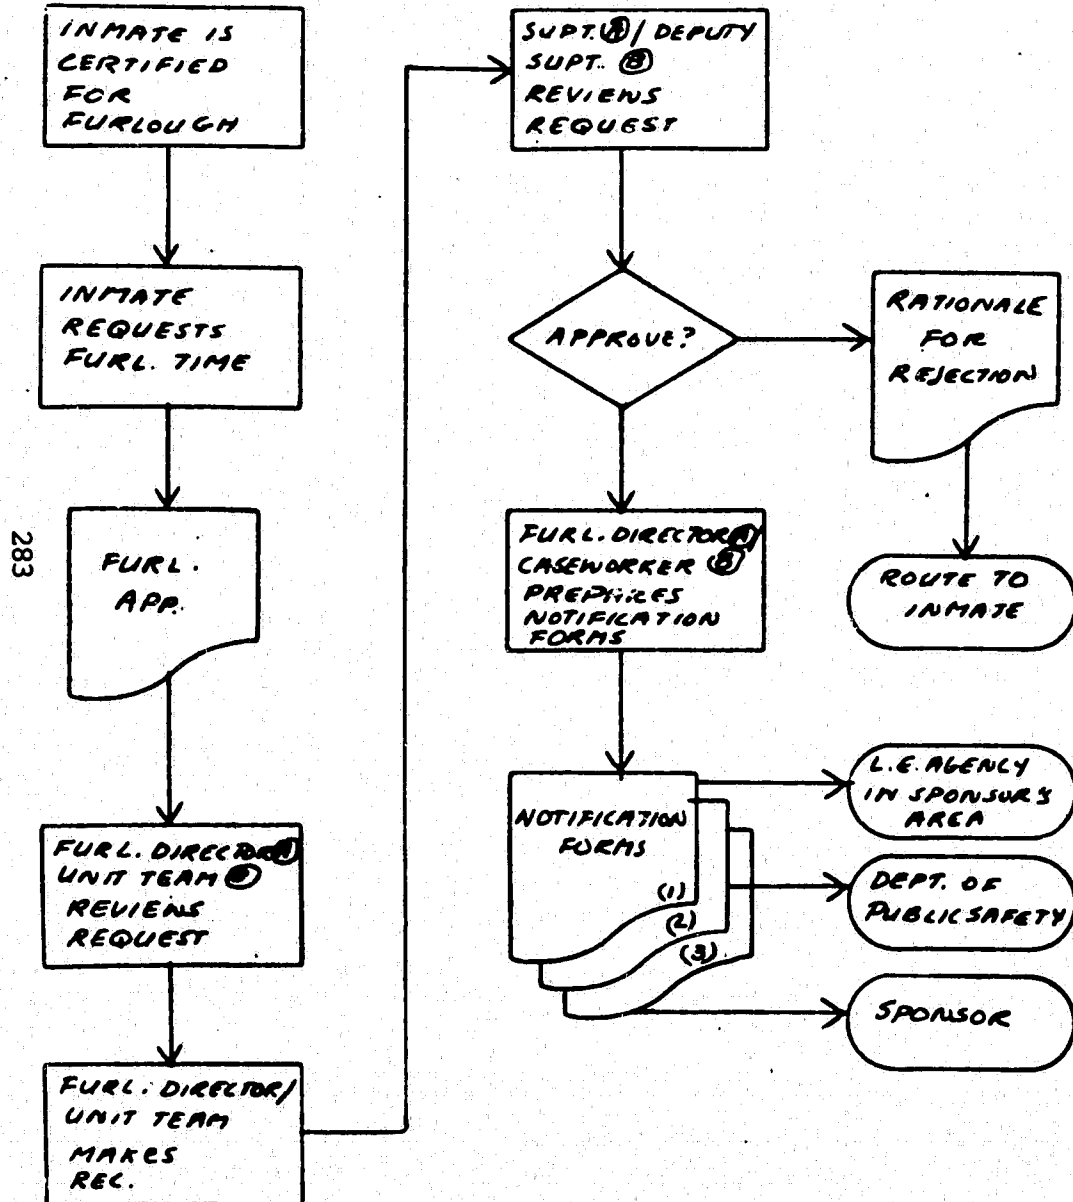 INMATE IS
CERTIFIED
FOR
FURLOUGH
INMATE
REQUESTS
FURL. TIME
FURL.
APP.
FURL. DIRECTOR Ⓐ
UNIT TEAM
REVIENS
REQUEST
FURL. DIRECTOR/
UNIT TEAM
MAKES
REC.
SUPT. Ⓐ/ DEPUTY
SUPT. Ⓑ
REVIENS
REQUEST
APPROVE?
RATIONALE
FOR
REJECTION
ROUTE TO
INMATE
FURL. DIRECTOR Ⓐ/
CASEWORKER Ⓑ
NOTIFICATION
FORMS
NOTIFICATION
FORMS
(1)
(2)
(3)
L.E. AGENCY
IN SPONSOR'S
AREA
DEPT. OF
PUBLIC SAFETY
SPONSOR
283